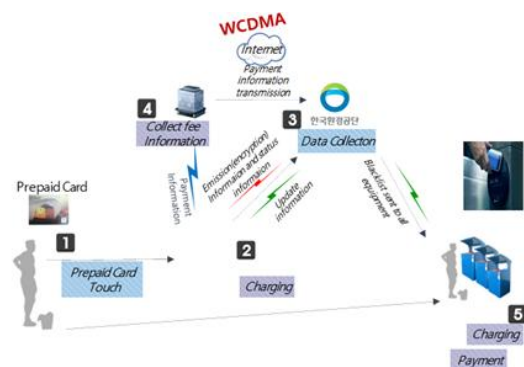 WCDMA
Internet
Payment
information
transmission
4
Collect fee
Information
3
한국환경공단
Data Collecton
Prepaid Card
Payment
Information
Emission(encryption)
Informaion and status
informaion
Update
information
Blacklist sent to all
equipment
1
Prepaid Card
Touch
2
Charging
5
Charging
Payment